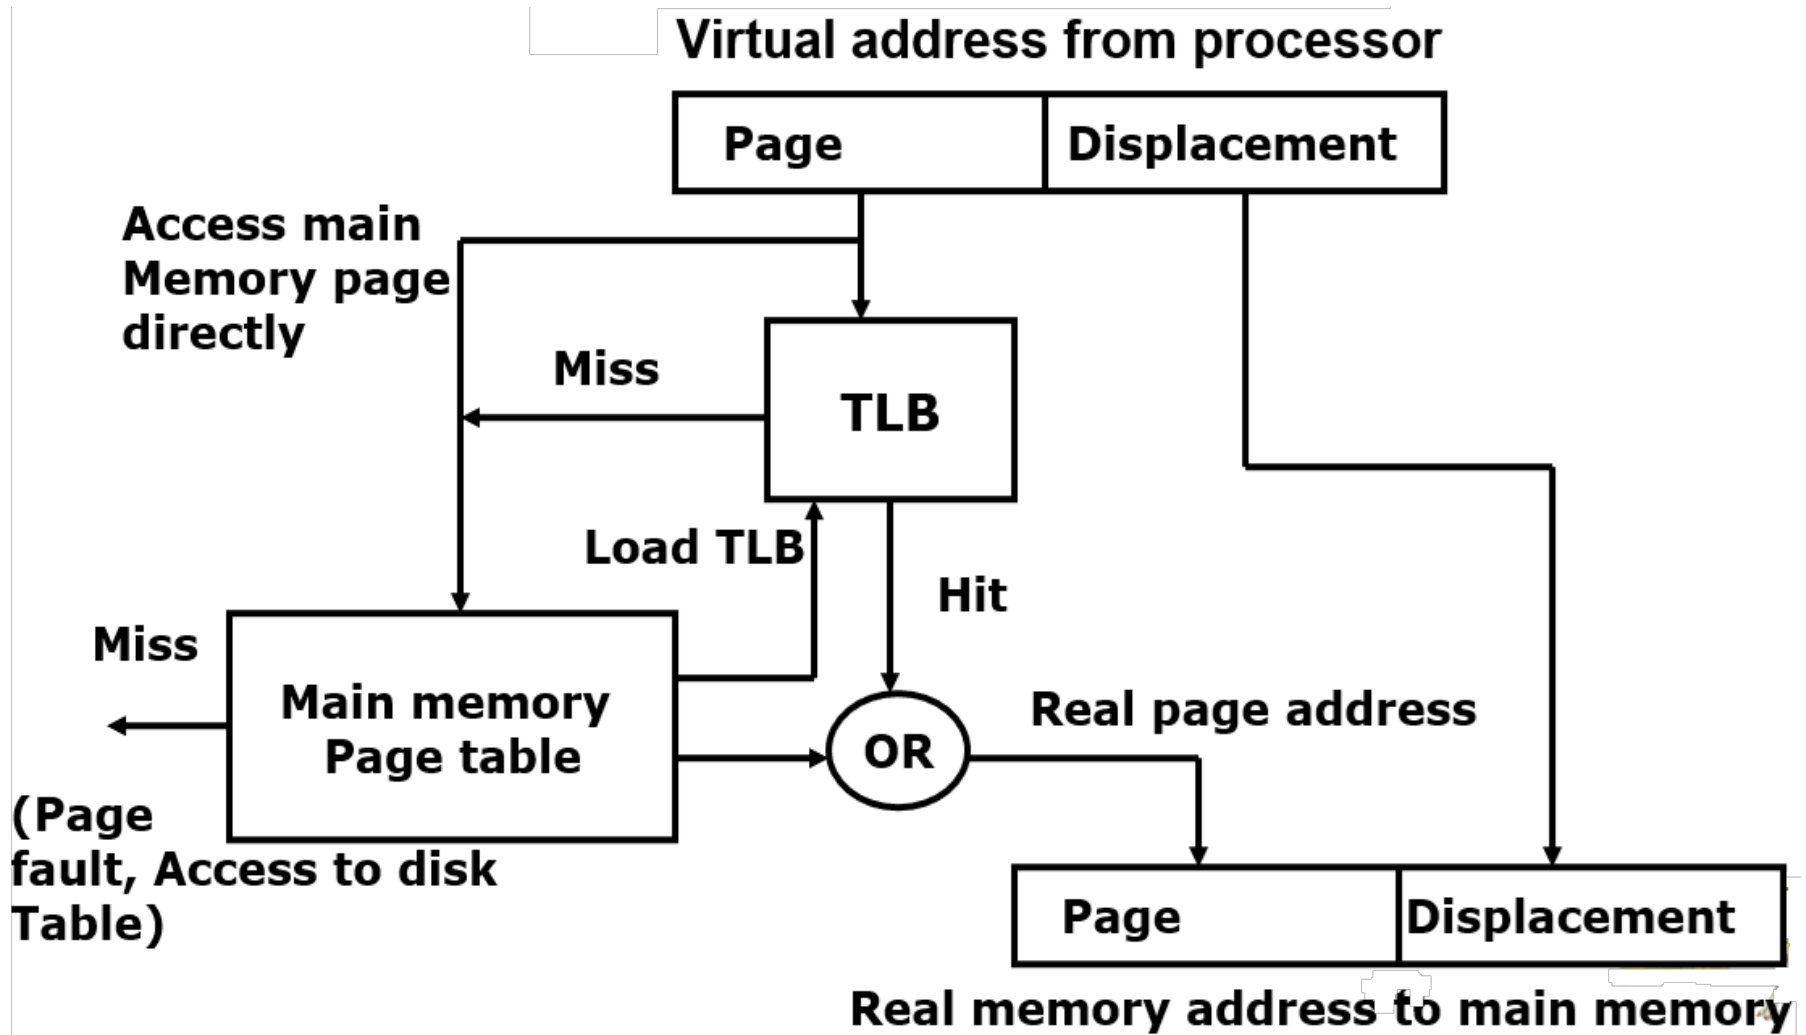 Virtual address from processor
Page
Displacement
Access main
Memory page
directly
Miss
TLB
Load TLB
Hit
Miss
Main memory
Page table
OR
Real page address
(Page
fault, Access to disk
Table)
Page
Displacement
Real memory address to main memory